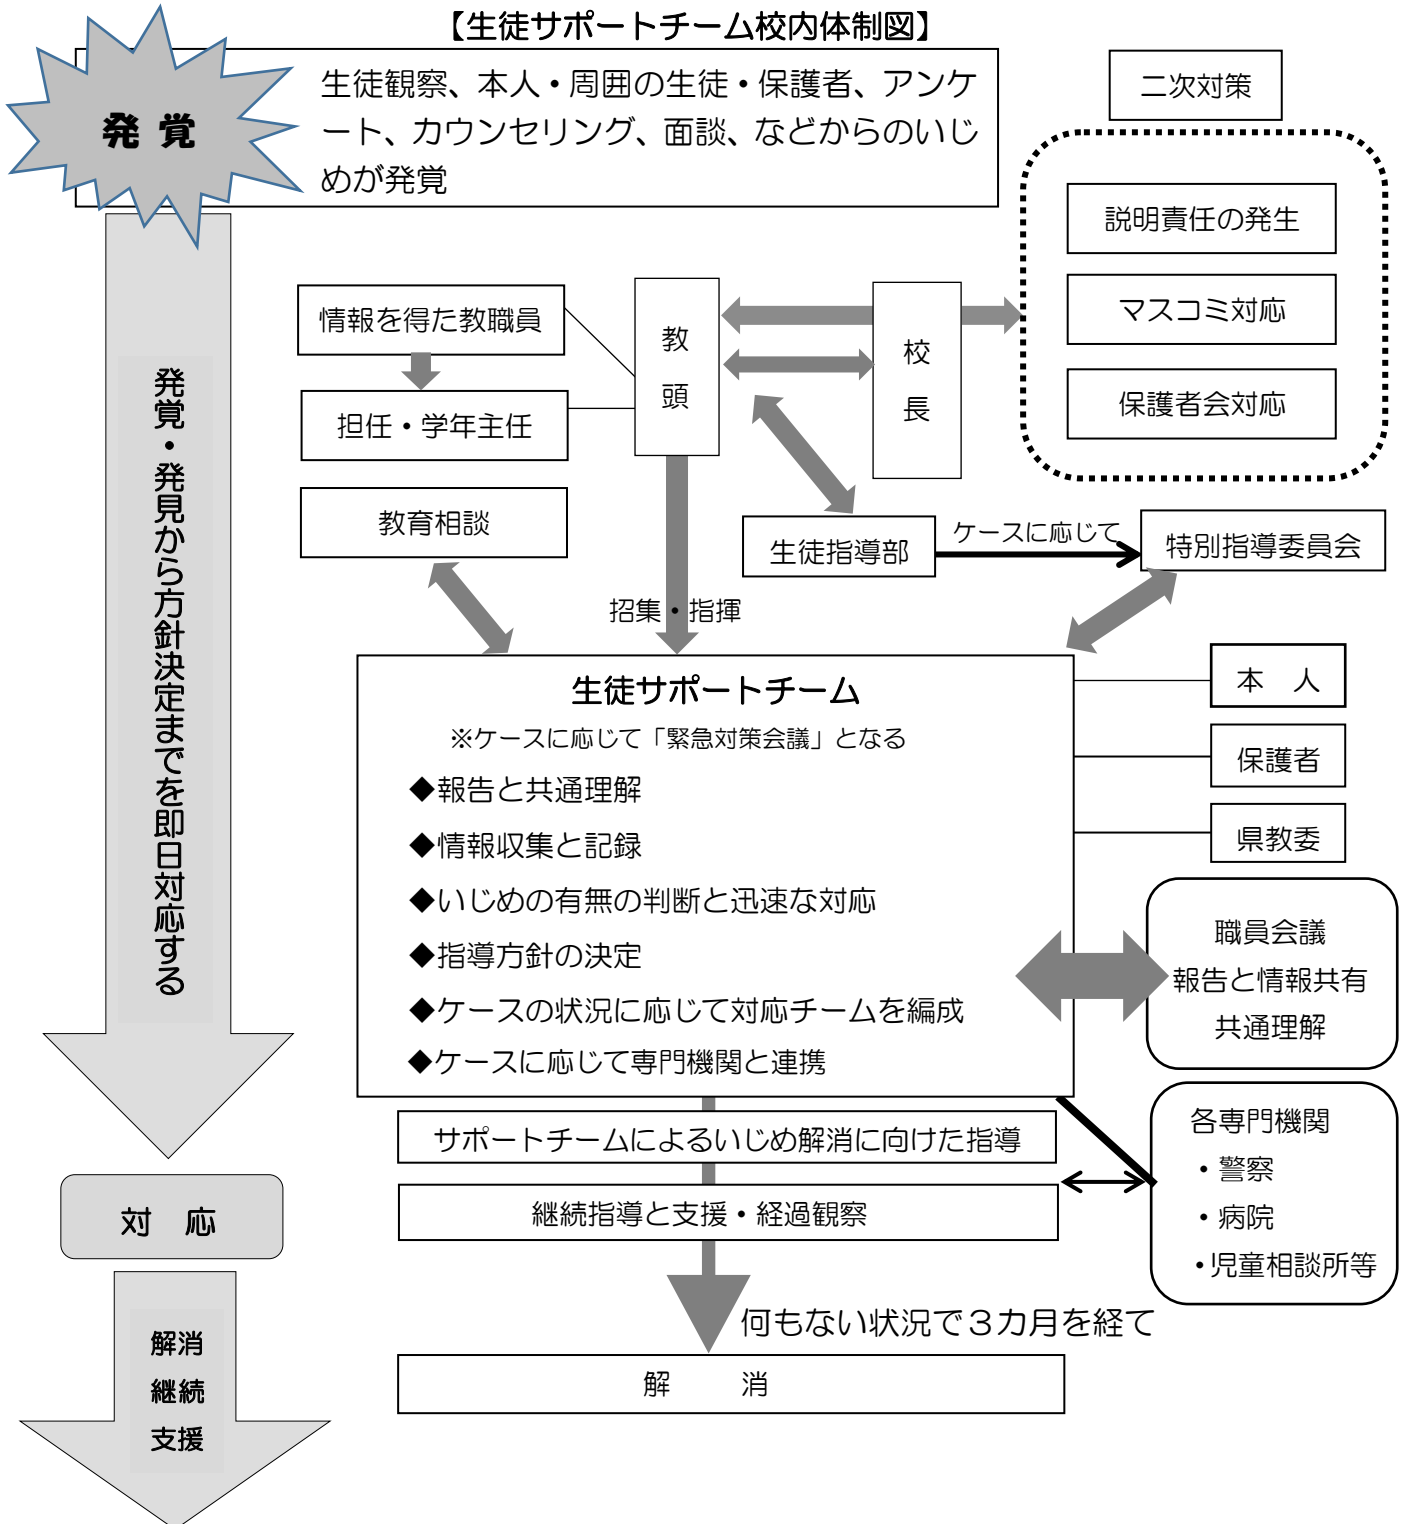 【生徒サポートチーム校内体制図】
発 覚
生徒観察、本人・周囲の生徒・保護者、アンケ
ート、カウンセリング、面談、などからのいじ
めが発覚
二次対策
説明責任の発生
マスコミ対応
保護者会対応
情報を得た教職員
担任・学年主任
教頭
校長
教育相談
生徒指導部
ケースに応じて
特別指導委員会
招集・指揮
発覚・発見から方針決定までを即日対応する
生徒サポートチーム
※ケースに応じて「緊急対策会議」となる
◆報告と共通理解
◆情報収集と記録
◆いじめの有無の判断と迅速な対応
◆指導方針の決定
◆ケースの状況に応じて対応チームを編成
◆ケースに応じて専門機関と連携
本 人
保護者
県教委
職員会議
報告と情報共有
共通理解
サポートチームによるいじめ解消に向けた指導
継続指導と支援・経過観察
各専門機関
・警察
・病院
・児童相談所等
対 応
何もない状況で３カ月を経て
解 消
解消
継続
支援